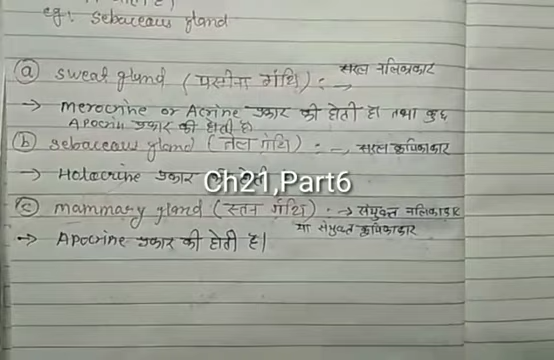 eg: Sebaceous gland
(a) sweat gland (पसीना ग्रंथि) : → सरल नलिकाकार
→ merocrine or Acrine प्रकार की होती है। तथा कुछ
Apocrine प्रकार की होती है
(b) sebaceous gland (तेल ग्रंथि) : → सरल कूपिकाकार
→ Holocrine प्रकार की होती
Ch21,Part6
(c) mammary gland (स्तन ग्रंथि) : → संयुक्त नलिकाकार
या संयुक्त कूपिकाकार
→ Apocrine प्रकार की होती है।